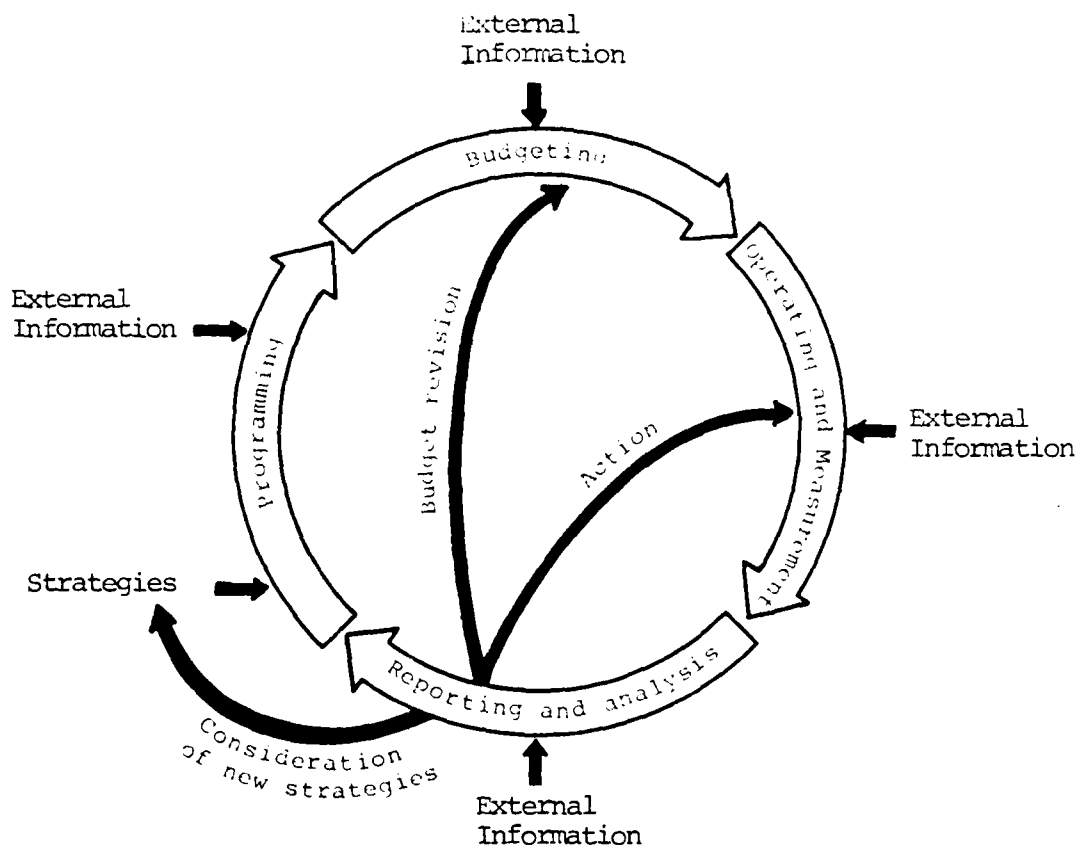 External
Information
Budgeting
Operating and Measurement
External
Information
Programming
Budget revision
Action
External
Information
Strategies
Reporting and analysis
Consideration
of new strategies
External
Information